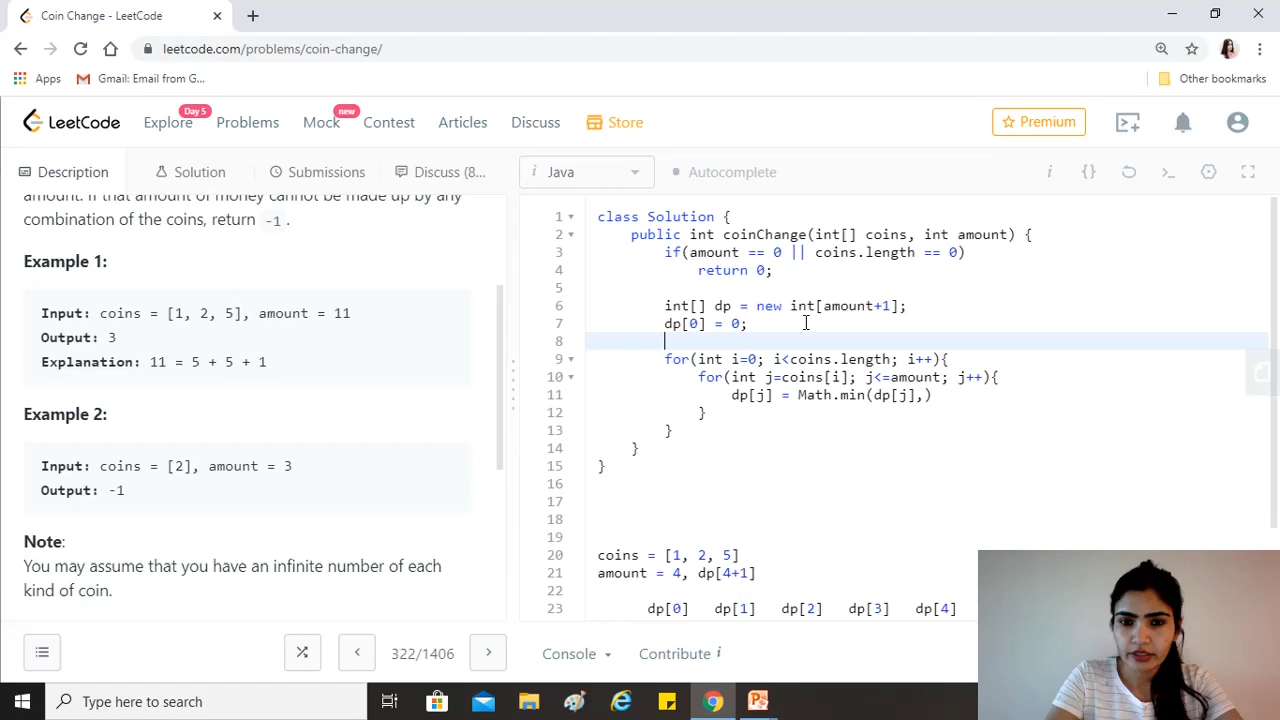 Coin Change - LeetCode
leetcode.com/problems/coin-change/
Apps
Gmail: Email from G...
Other bookmarks
LeetCode
Explore
Day 5
Problems
Mock
new
Contest
Articles
Discuss
Store
Premium
Description
Solution
Submissions
Discuss (8...
i
Java
Autocomplete
i
{}
amount. If that amount of money cannot be made up by any
combination of the coins, return -1.
Example 1:
Input: coins = [1, 2, 5], amount = 11
Output: 3
Explanation: 11 = 5 + 5 + 1
Example 2:
Input: coins = [2], amount = 3
Output: -1
Note:
You may assume that you have an infinite number of each
kind of coin.
1 class Solution {
2 public int coinChange(int[] coins, int amount) {
3 if(amount == 0 || coins.length == 0)
4 return 0;
5
6 int[] dp = new int[amount+1];
7 dp[0] = 0;
8
9 for(int i=0; i<coins.length; i++){
10 for(int j=coins[i]; j<=amount; j++){
11 dp[j] = Math.min(dp[j],)
12 }
13 }
14 }
15 }
16
17
18
19
20 coins = [1, 2, 5]
21 amount = 4, dp[4+1]
22
23 dp[0] dp[1] dp[2] dp[3] dp[4]
322/1406
Console
Contribute i
Type here to search